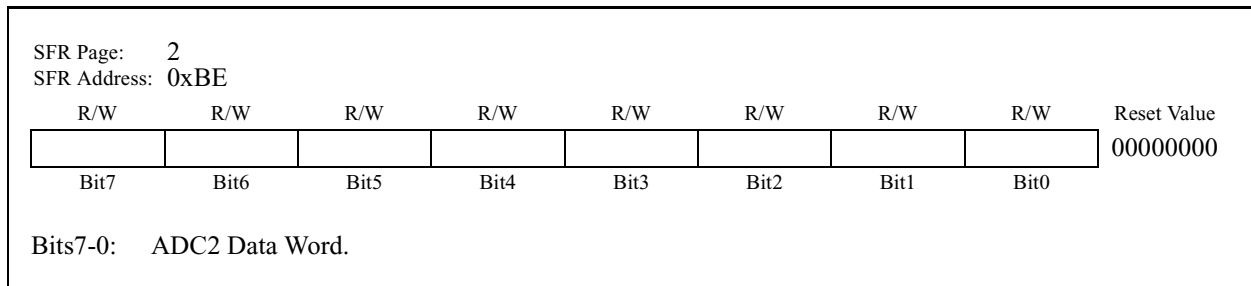 SFR Page: 2
SFR Address: 0xBE
R/W R/W R/W R/W R/W R/W R/W R/W Reset Value
00000000
Bit7 Bit6 Bit5 Bit4 Bit3 Bit2 Bit1 Bit0
Bits7-0: ADC2 Data Word.